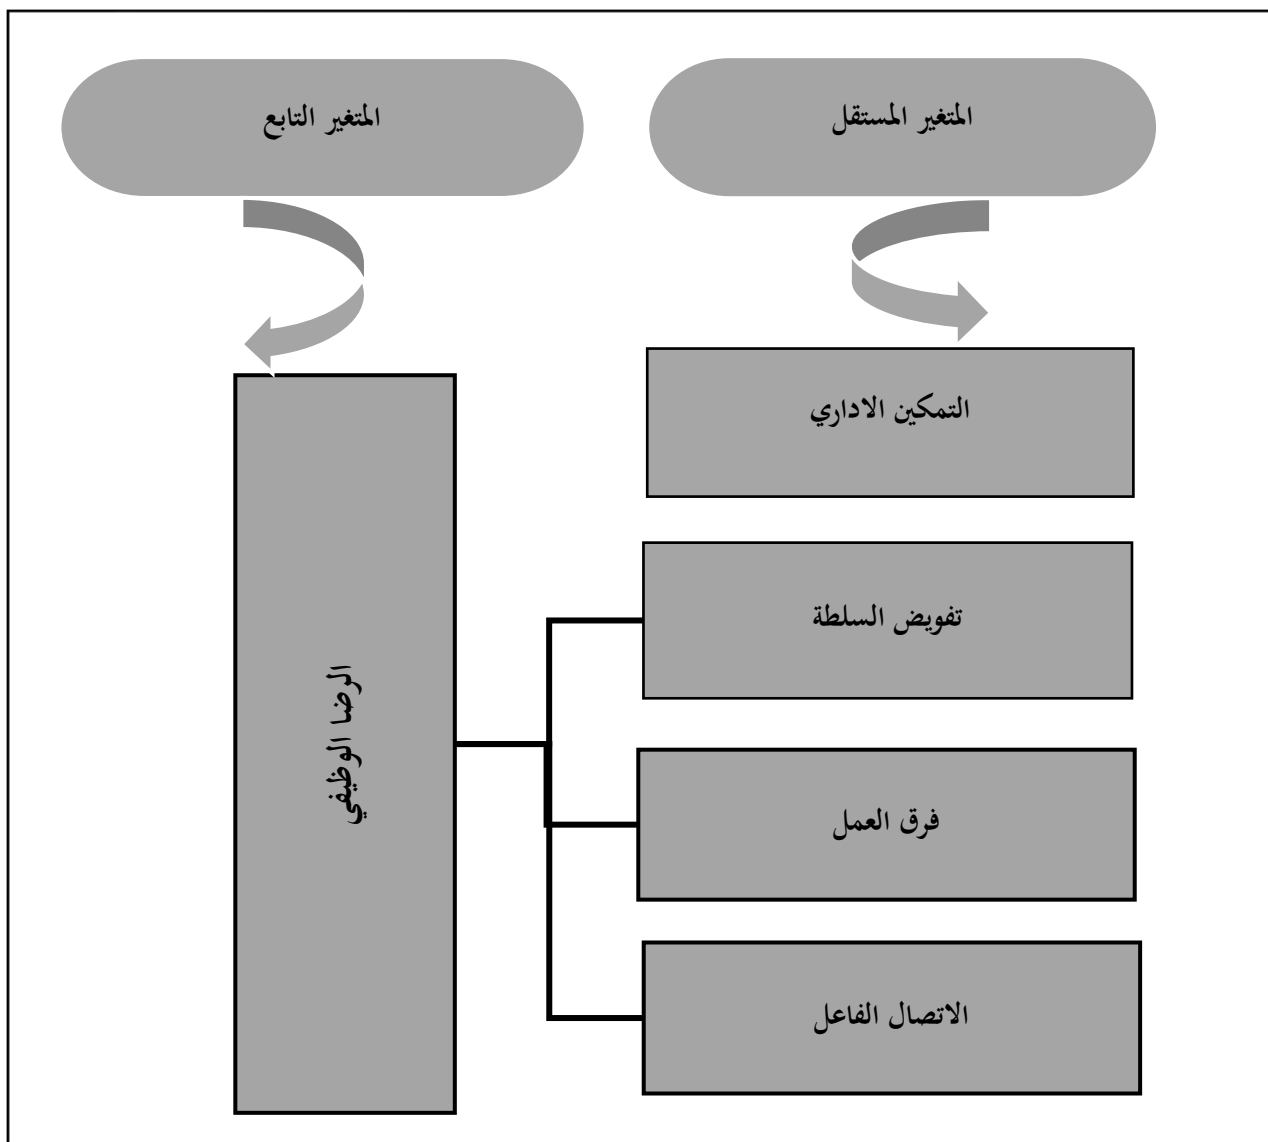 المتغير المستقل
المتغير التابع
التمكين الاداري
تفويض السلطة
فرق العمل
الاتصال الفاعل
الرضا الوظيفي